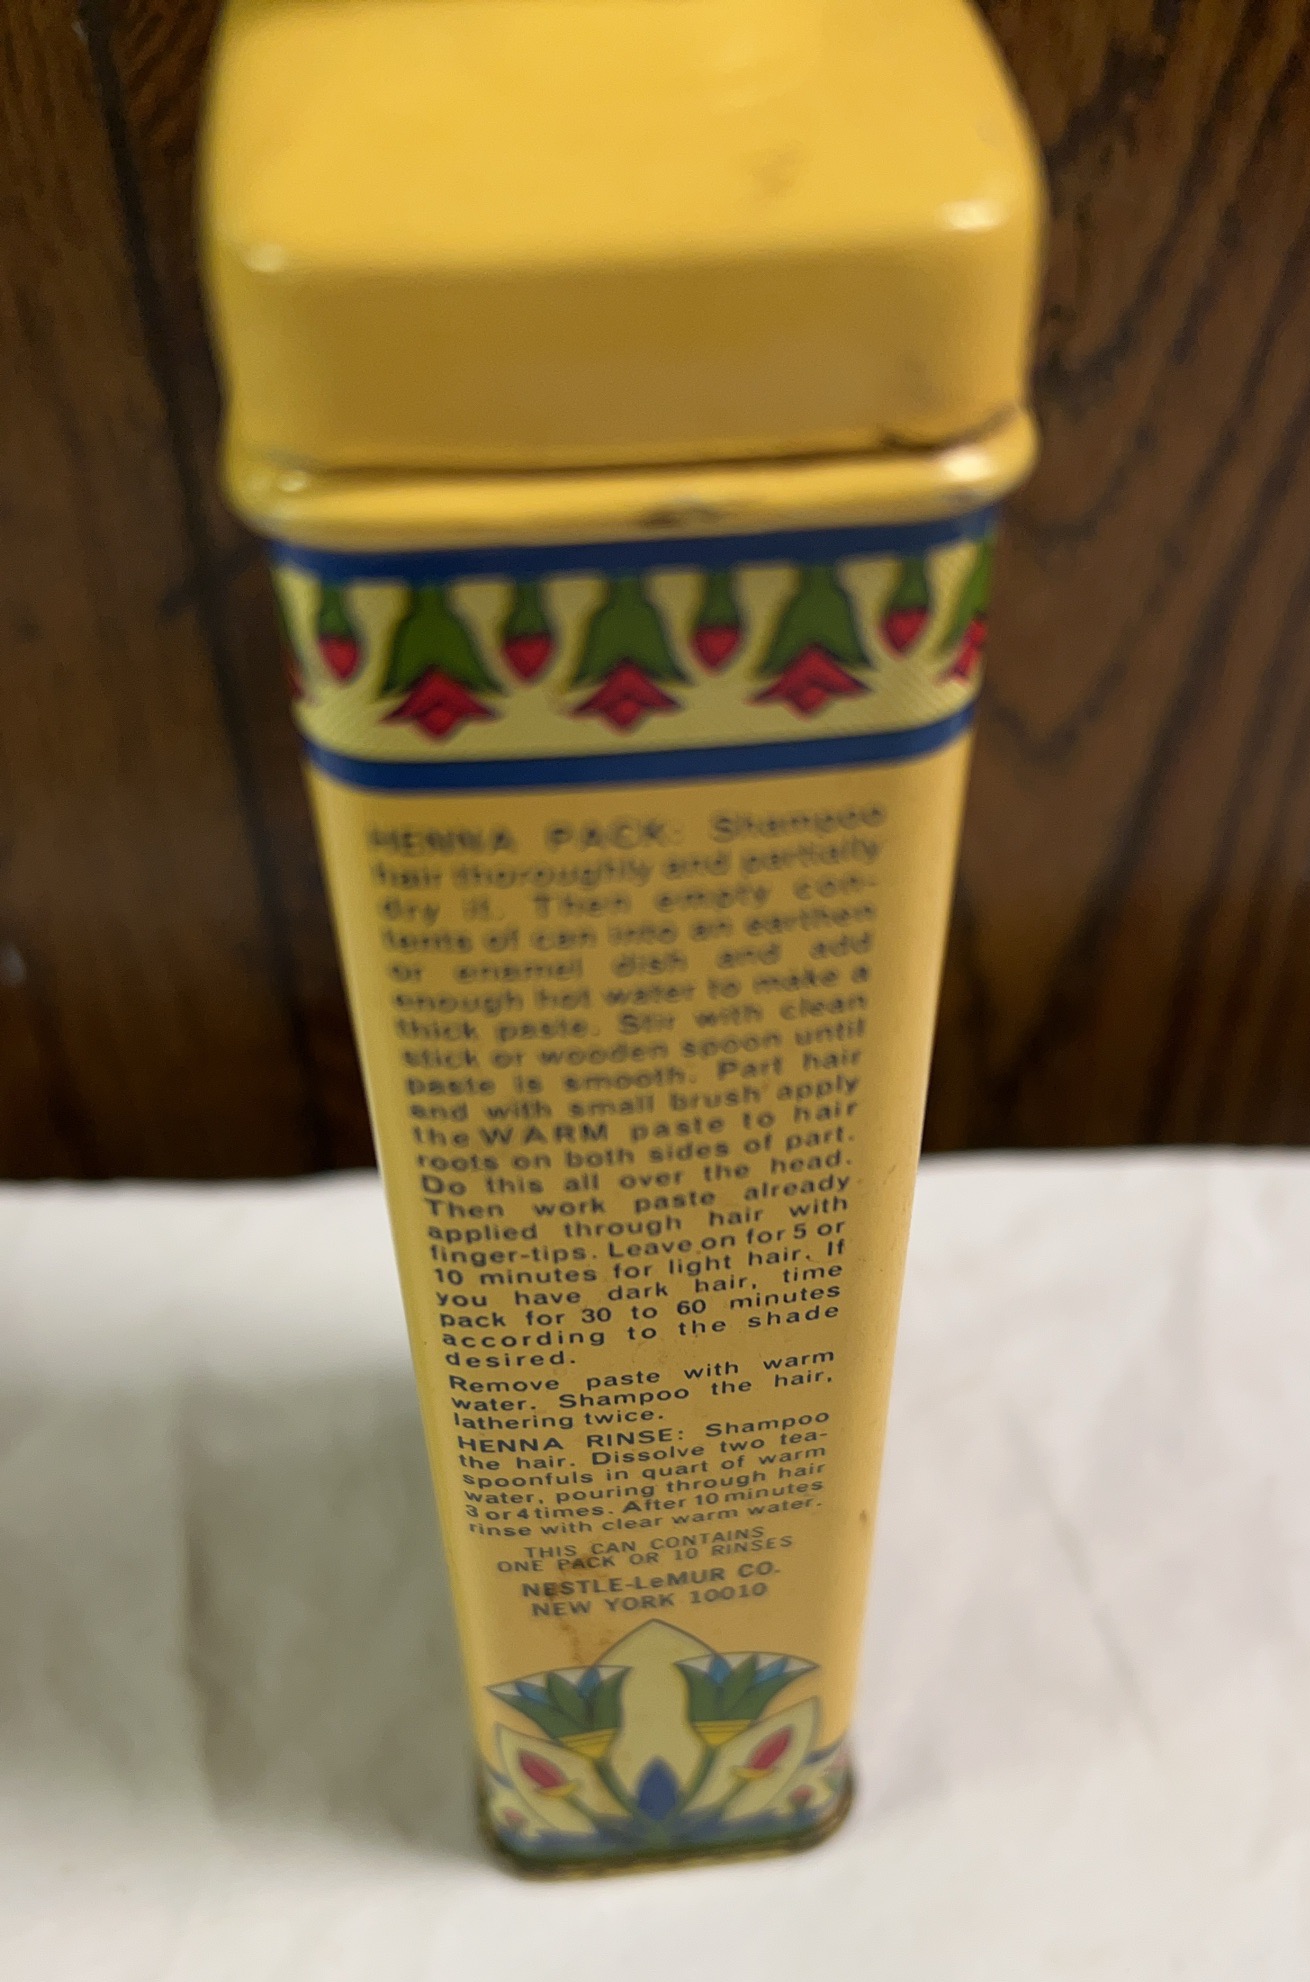 HENNA PACK: Shampoo
hair thoroughly and partially
dry it. Then empty con-
tents of can into an earthen
or enamel dish and add
enough hot water to make a
thick paste. Stir with clean
stick or wooden spoon until
paste is smooth. Part hair
and with small brush apply
the WARM paste to hair
roots on both sides of part.
Do this all over the head.
Then work paste already
applied through hair with
finger-tips. Leave on for 5 or
10 minutes for light hair. If
you have dark hair, time
pack for 30 to 60 minutes
according to the shade
desired.
Remove paste with warm
water. Shampoo the hair,
lathering twice.
HENNA RINSE: Shampoo
the hair. Dissolve two tea-
spoonfuls in quart of warm
water, pouring through hair
3 or 4 times. After 10 minutes
rinse with clear warm water.
THIS CAN CONTAINS
ONE PACK OR 10 RINSES
NESTLE-LeMUR CO.
NEW YORK 10010